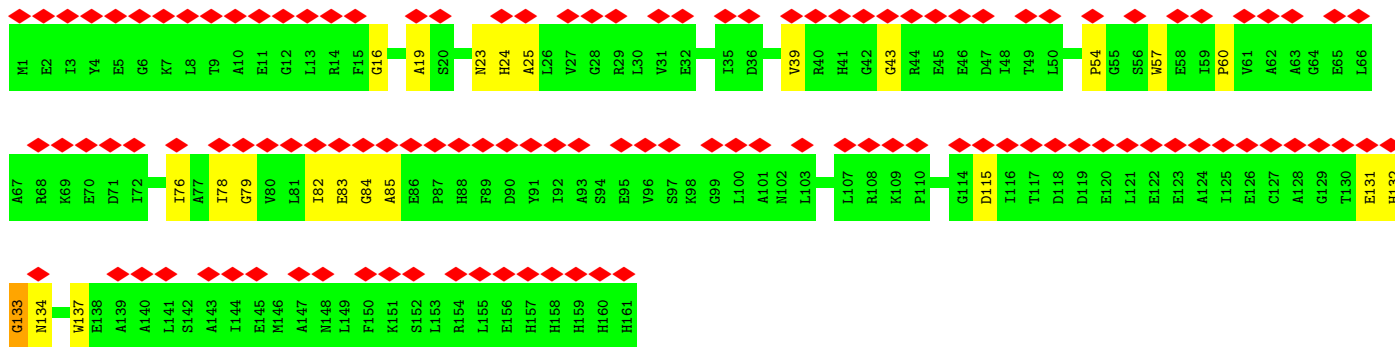 M1 E2 I3 Y4 E5 G6 K7 L8 T9 A10 E11 G12 L13 R14 F15 G16 A19 S20 N23 H24 A25 L26 V27 G28 R29 L30 V31 E32 I35 D36 V39 R40 H41 G42 G43 R44 E45 E46 D47 I48 T49 L50 P54 G55 S56 W57 E58 I59 P60 V61 A62 A63 G64 E65 L66
A67 R68 K69 E70 D71 I72 I76 A77 I78 G79 V80 L81 I82 E83 G84 A85 E86 P87 H88 F89 D90 Y91 I92 A93 S94 E95 V96 S97 K98 G99 L100 A101 N102 L103 L107 R108 K109 P110 G114 D115 I116 T117 D118 D119 E120 L121 E122 E123 A124 I125 E126 C127 A128 G129 T130 E131 H132
G133 N134 W137 E138 A139 A140 L141 S142 A143 I144 E145 M146 A147 N148 L149 F150 K151 S152 L153 R154 L155 E156 H157 H158 H159 H160 H161